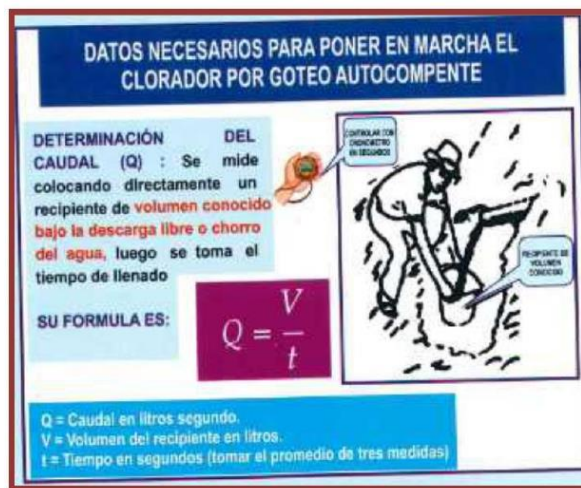 DATOS NECESARIOS PARA PONER EN MARCHA EL
CLORADOR POR GOTEO AUTOCOMPENTE
DETERMINACIÓN DEL
CAUDAL (Q) : Se mide
colocando directamente un
recipiente de volumen conocido
bajo la descarga libre o chorro
del agua, luego se toma el
tiempo de llenado
SU FORMULA ES:
Q = V/t
CONTROLAR CON
CRONOMETRO
EN SEGUNDOS
RECIPIENTE DE
VOLUMEN
CONOCIDO
Q = Caudal en litros segundo.
V = Volumen del recipiente en litros.
t = Tiempo en segundos (tomar el promedio de tres medidas)